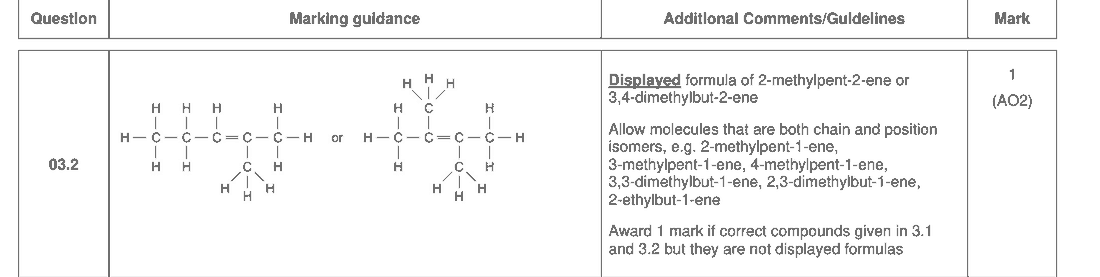 Question Marking guidance Additional Comments/Guidelines Mark
03.2
H H H H
H — C — C — C = C — C — H
H H C H
H H H
or
H H H
H C H
H — C — C = C — C — H
H C H
H H H
Displayed formula of 2-methylpent-2-ene or
3,4-dimethylbut-2-ene
Allow molecules that are both chain and position
isomers, e.g. 2-methylpent-1-ene,
3-methylpent-1-ene, 4-methylpent-1-ene,
3,3-dimethylbut-1-ene, 2,3-dimethylbut-1-ene,
2-ethylbut-1-ene
Award 1 mark if correct compounds given in 3.1
and 3.2 but they are not displayed formulas
1
(AO2)